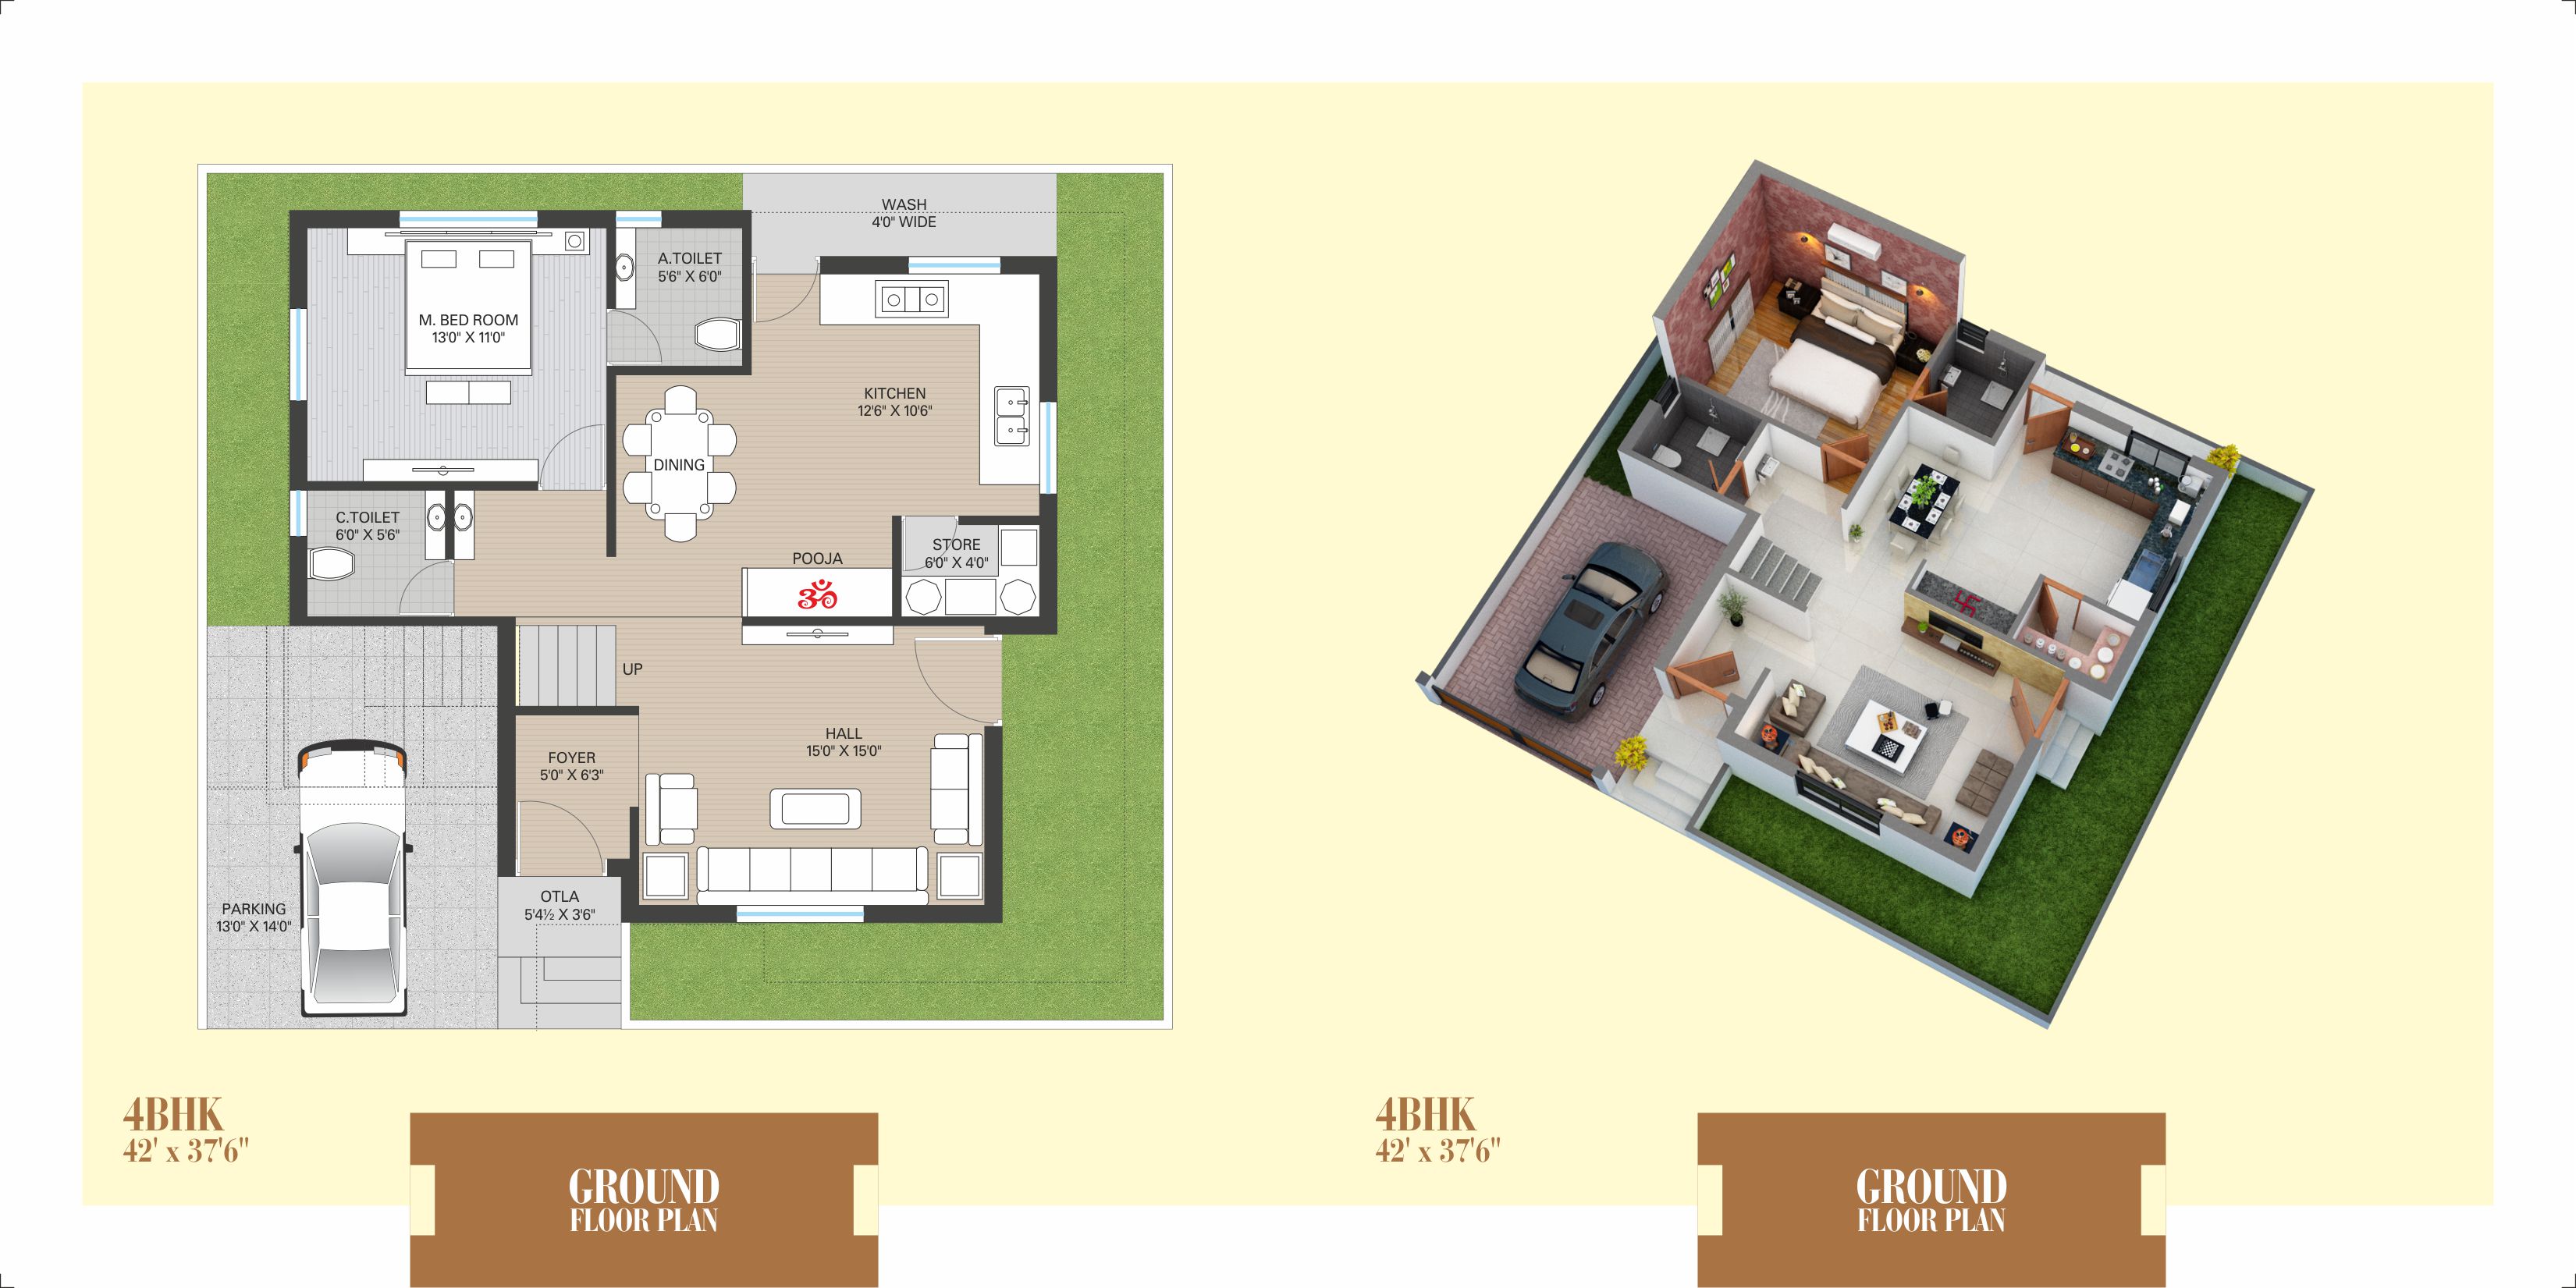 WASH
4'0" WIDE
A.TOILET
5'6" X 6'0"
M. BED ROOM
13'0" X 11'0"
KITCHEN
12'6" X 10'6"
DINING
C.TOILET
6'0" X 5'6"
STORE
6'0" X 4'0"
POOJA
ॐ
UP
HALL
15'0" X 15'0"
FOYER
5'0" X 6'3"
OTLA
5'4½ X 3'6"
PARKING
13'0" X 14'0"
4BHK
42' x 37'6"
GROUND
FLOOR PLAN
4BHK
42' x 37'6"
GROUND
FLOOR PLAN